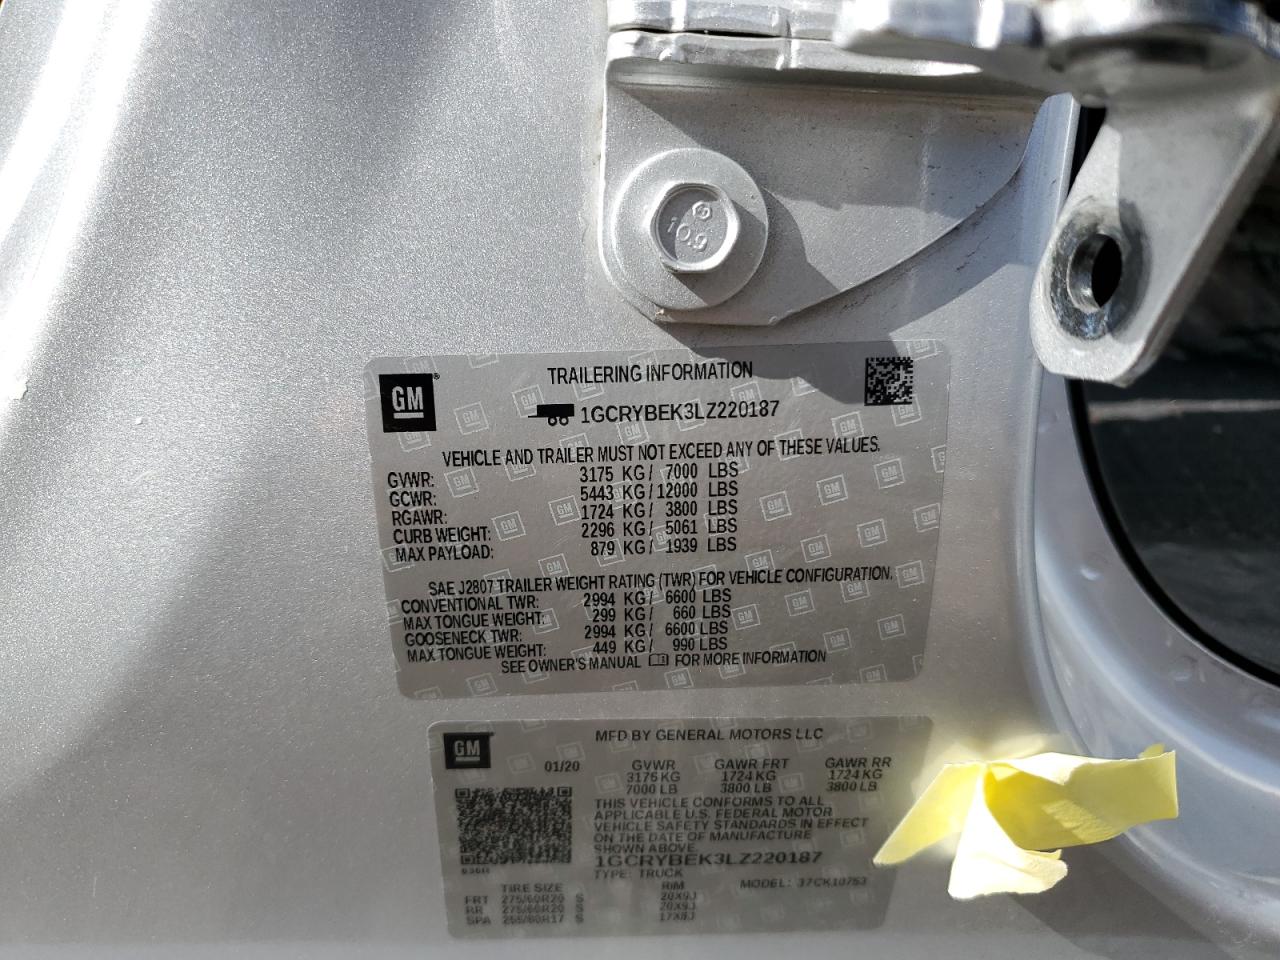 10.9
GM
TRAILERING INFORMATION
1GCRYBEK3LZ220187
VEHICLE AND TRAILER MUST NOT EXCEED ANY OF THESE VALUES.
GVWR: 3175 KG / 7000 LBS
GCWR: 5443 KG / 12000 LBS
RGAWR: 1724 KG / 3800 LBS
CURB WEIGHT: 2296 KG / 5061 LBS
MAX PAYLOAD: 879 KG / 1939 LBS
SAE J2807 TRAILER WEIGHT RATING (TWR) FOR VEHICLE CONFIGURATION.
CONVENTIONAL TWR: 2994 KG / 6600 LBS
MAX TONGUE WEIGHT: 299 KG / 660 LBS
GOOSENECK TWR: 2994 KG / 6600 LBS
MAX TONGUE WEIGHT: 449 KG / 990 LBS
SEE OWNER'S MANUAL FOR MORE INFORMATION
GM
MFD BY GENERAL MOTORS LLC
01/20 GVWR GAWR FRT GAWR RR
3175 KG 1724 KG 1724 KG
7000 LB 3800 LB 3800 LB
THIS VEHICLE CONFORMS TO ALL
APPLICABLE U.S. FEDERAL MOTOR
VEHICLE SAFETY STANDARDS IN EFFECT
ON THE DATE OF MANUFACTURE
SHOWN ABOVE.
1GCRYBEK3LZ220187
TYPE: TRUCK MODEL: 37CK10753
TIRE SIZE RIM
FRT 275/60R20 S 20X9J
RR 275/60R20 S 20X9J
SPA 255/80R17 S 17X8J